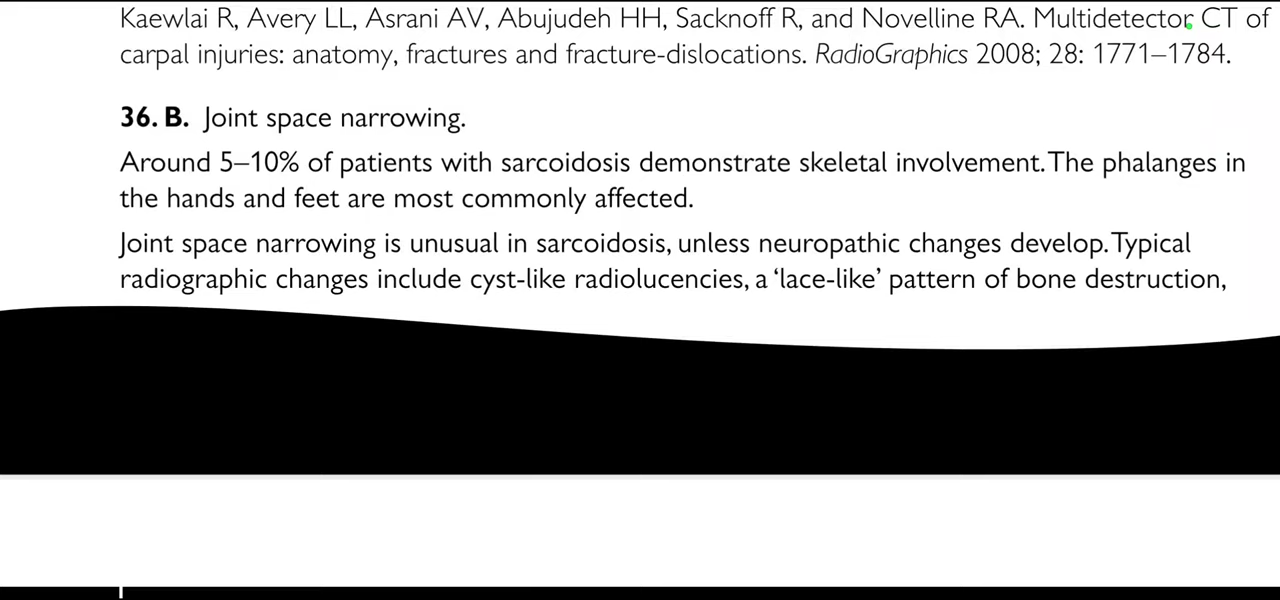 Kaewlai R, Avery LL, Asrani AV, Abujudeh HH, Sacknoff R, and Novelline RA. Multidetector CT of
carpal injuries: anatomy, fractures and fracture-dislocations. RadioGraphics 2008; 28: 1771–1784.
36. B. Joint space narrowing.
Around 5–10% of patients with sarcoidosis demonstrate skeletal involvement. The phalanges in
the hands and feet are most commonly affected.
Joint space narrowing is unusual in sarcoidosis, unless neuropathic changes develop. Typical
radiographic changes include cyst-like radiolucencies, a ‘lace-like’ pattern of bone destruction,